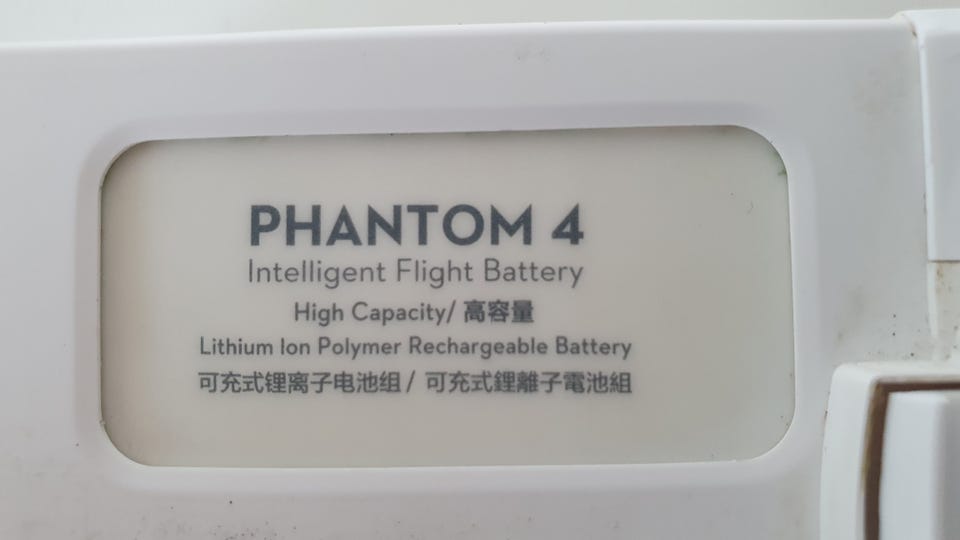 PHANTOM 4
Intelligent Flight Battery
High Capacity/ 高容量
Lithium Ion Polymer Rechargeable Battery
可充式锂离子电池组 / 可充式鋰離子電池組